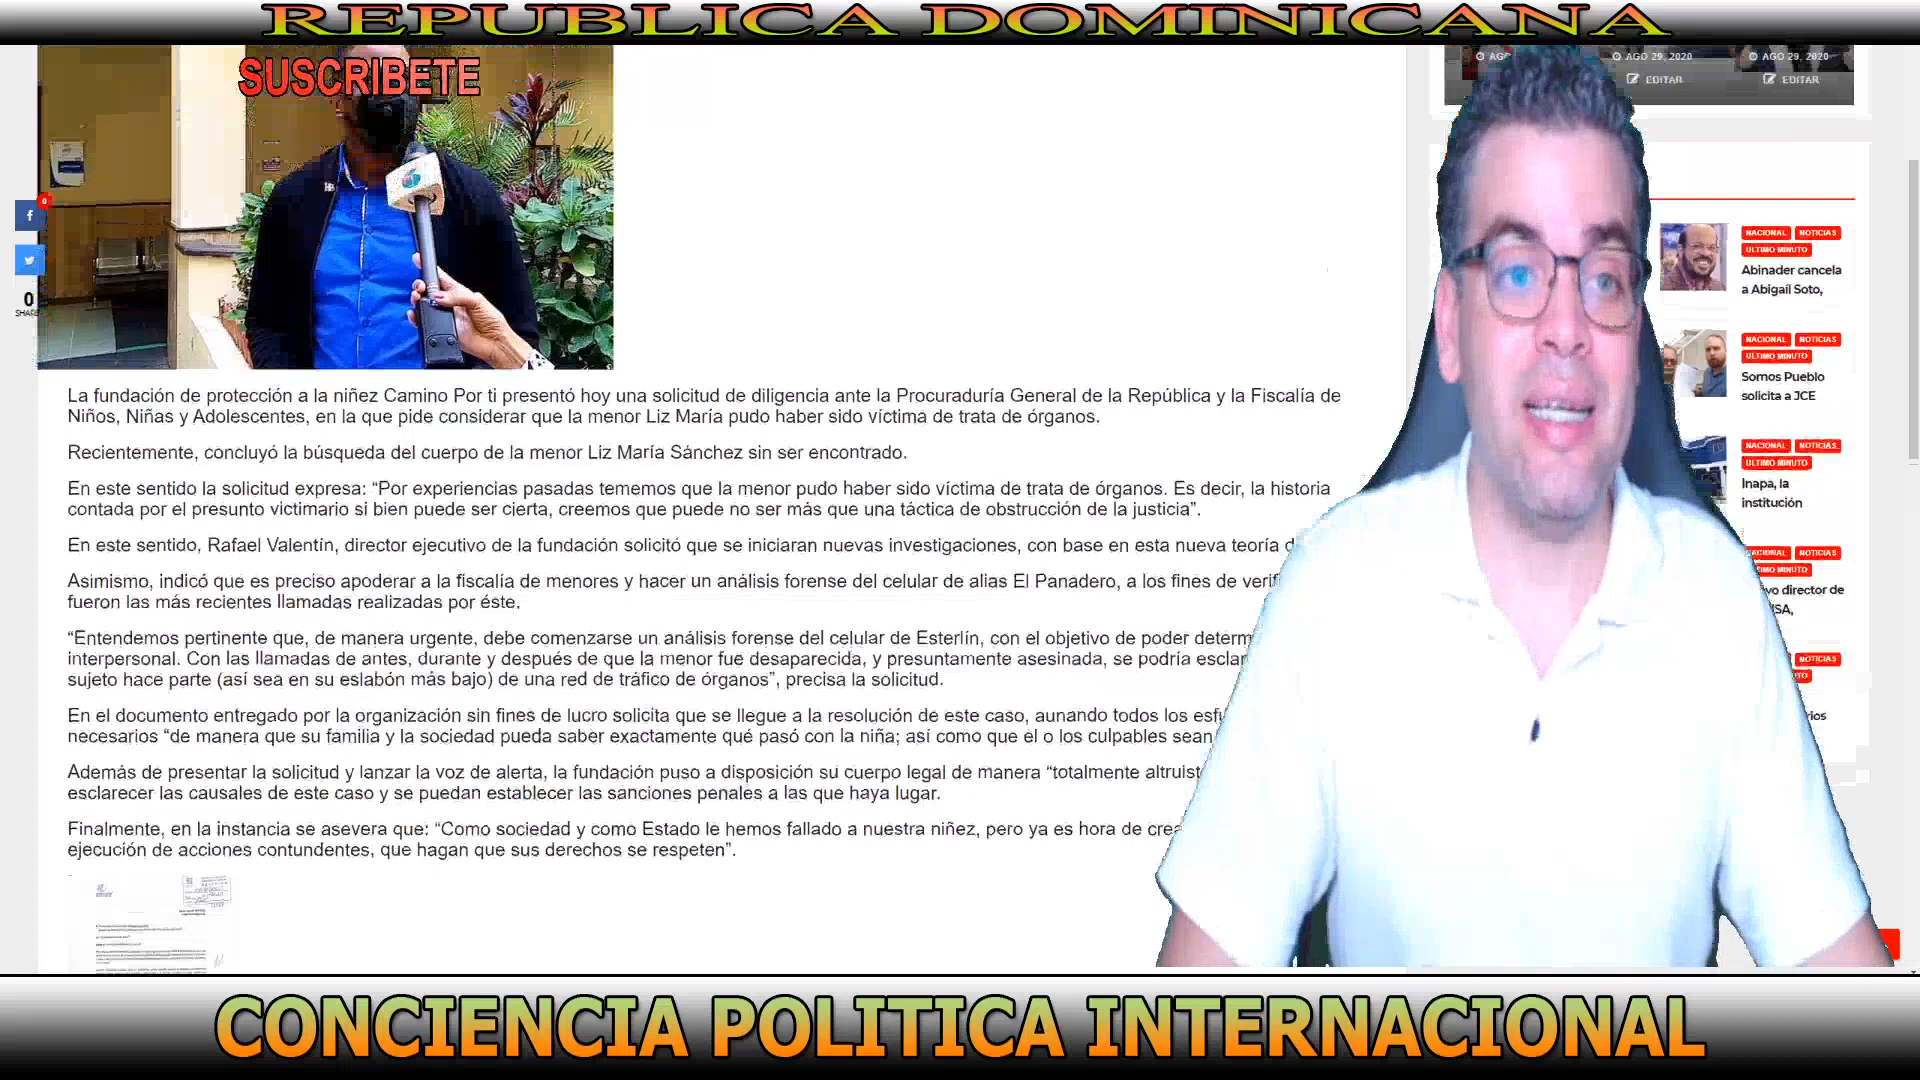 REPUBLICA DOMINICANA
SUSCRIBETE
AGO 29, 2020
AGO 29, 2020
EDITAR
EDITAR
0
0
SHARE
La fundación de protección a la niñez Camino Por ti presentó hoy una solicitud de diligencia ante la Procuraduría General de la República y la Fiscalía de
Niños, Niñas y Adolescentes, en la que pide considerar que la menor Liz María pudo haber sido víctima de trata de órganos.
Recientemente, concluyó la búsqueda del cuerpo de la menor Liz María Sánchez sin ser encontrado.
En este sentido la solicitud expresa: “Por experiencias pasadas tememos que la menor pudo haber sido víctima de trata de órganos. Es decir, la historia
contada por el presunto victimario si bien puede ser cierta, creemos que puede no ser más que una táctica de obstrucción de la justicia”.
En este sentido, Rafael Valentín, director ejecutivo de la fundación solicitó que se iniciaran nuevas investigaciones, con base en esta nueva teoría
Asimismo, indicó que es preciso apoderar a la fiscalía de menores y hacer un análisis forense del celular de alias El Panadero, a los fines de
fueron las más recientes llamadas realizadas por éste.
“Entendemos pertinente que, de manera urgente, debe comenzarse un análisis forense del celular de Esterlín, con el objetivo de poder
interpersonal. Con las llamadas de antes, durante y después de que la menor fue desaparecida, y presuntamente asesinada, se podría
sujeto hace parte (así sea en su eslabón más bajo) de una red de tráfico de órganos”, precisa la solicitud.
En el documento entregado por la organización sin fines de lucro solicita que se llegue a la resolución de este caso, aunando todos los
necesarios “de manera que su familia y la sociedad pueda saber exactamente qué pasó con la niña; así como que el o los culpables sean
Además de presentar la solicitud y lanzar la voz de alerta, la fundación puso a disposición su cuerpo legal de manera “totalmente
esclarecer las causales de este caso y se puedan establecer las sanciones penales a las que haya lugar.
Finalmente, en la instancia se asevera que: “Como sociedad y como Estado le hemos fallado a nuestra niñez, pero ya es hora de
ejecución de acciones contundentes, que hagan que sus derechos se respeten”.
NACIONAL NOTICIAS
ULTIMO MINUTO
Abinader cancela
a Abigaíl Soto,
NACIONAL NOTICIAS
ULTIMO MINUTO
Somos Pueblo
solicita a JCE
NACIONAL NOTICIAS
ULTIMO MINUTO
Inapa, la
institución
NOTICIAS
MINUTO
director de
NOTICIAS
CONCIENCIA POLITICA INTERNACIONAL